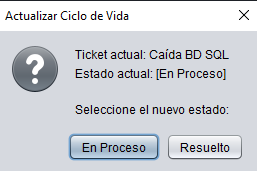 Actualizar Ciclo de Vida
Ticket actual: Caída BD SQL
Estado actual: [En Proceso]
Seleccione el nuevo estado:
En Proceso
Resuelto